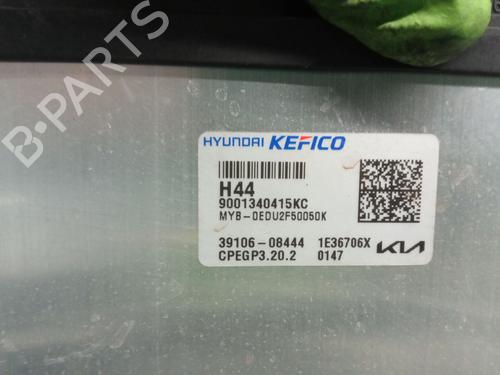 B-PARTS
HYUNDAI KEFICO
H44
9001340415KC
MYB-0EDU2F50050K
39106-08444 1E36706X KIA
CPEGP3.20.2 0147